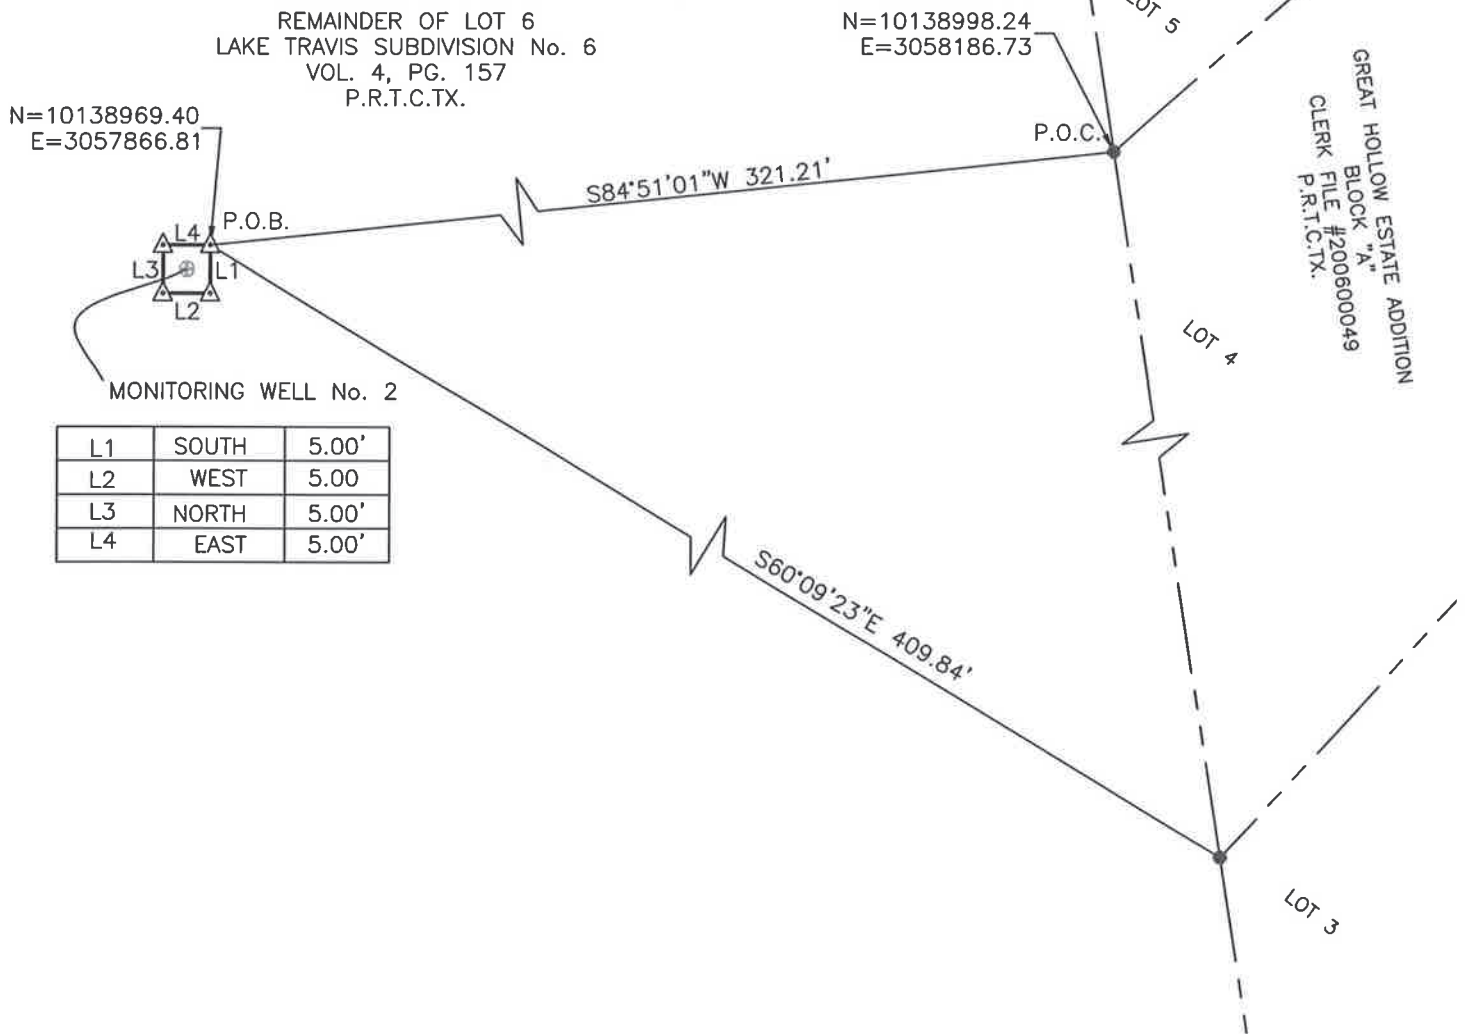 REMAINDER OF LOT 6
LAKE TRAVIS SUBDIVISION No. 6
VOL. 4, PG. 157
P.R.T.C.TX.
N=10138998.24
E=3058186.73
LOT 5
GREAT HOLLOW ESTATE ADDITION
BLOCK "A"
CLERK FILE #200600049
P.R.T.C.TX.
N=10138969.40
E=3057866.81
P.O.C.
S84°51'01"W 321.21'
P.O.B.
L4
L3
L1
L2
LOT 4
MONITORING WELL No. 2
L1 SOUTH 5.00'
L2 WEST 5.00
L3 NORTH 5.00'
L4 EAST 5.00'
S60°09'23"E 409.84'
LOT 3